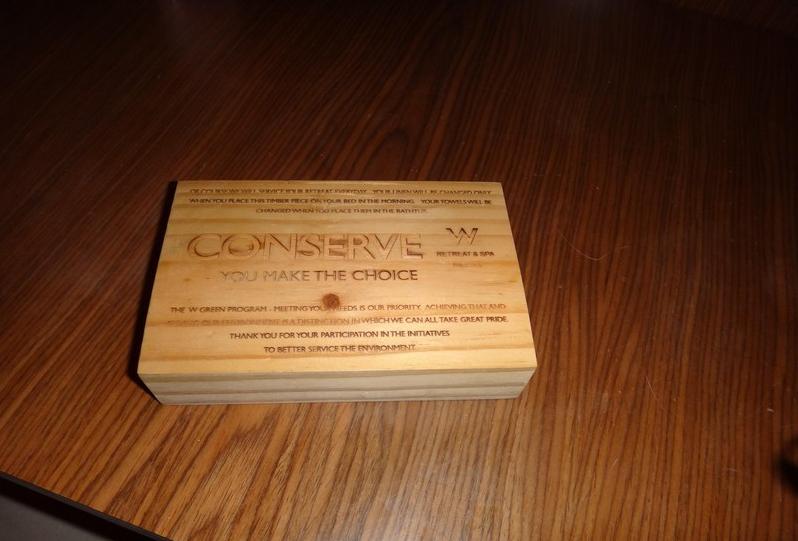 OF COURSE WE WILL SERVICE YOUR RETREAT EVERYDAY. YOUR LINEN WILL BE CHANGED ONLY
WHEN YOU PLACE THIS TIMBER PIECE ON YOUR BED IN THE MORNING. YOUR TOWELS WILL BE
CHANGED WHEN YOU PLACE THEM IN THE BATHTUB.
CONSERVE
W
RETREAT & SPA
YOU MAKE THE CHOICE
THE W GREEN PROGRAM - MEETING YOUR NEEDS IS OUR PRIORITY. ACHIEVING THAT AND
OUR ENVIRONMENT IS A DISTINCTION IN WHICH WE CAN ALL TAKE GREAT PRIDE.
THANK YOU FOR YOUR PARTICIPATION IN THE INITIATIVES
TO BETTER SERVICE THE ENVIRONMENT.